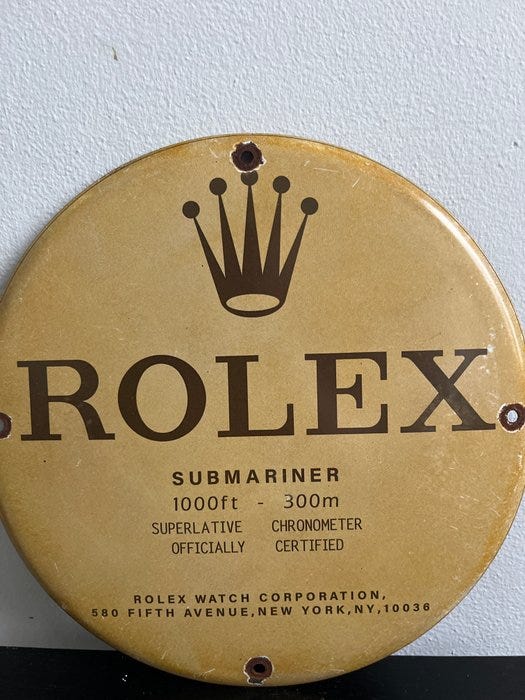 ROLEX
SUBMARINER
1000ft - 300m
SUPERLATIVE CHRONOMETER
OFFICIALLY CERTIFIED
ROLEX WATCH CORPORATION,
580 FIFTH AVENUE,NEW YORK,NY,10036